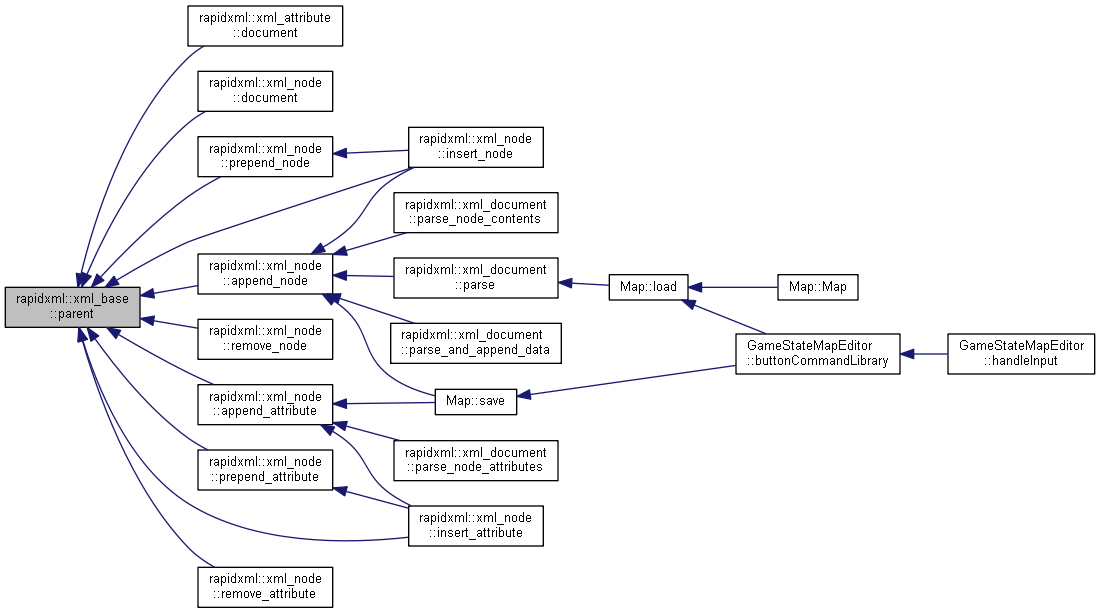 rapidxml::xml_attribute
::document
rapidxml::xml_node
::document
rapidxml::xml_node
::prepend_node
rapidxml::xml_node
::insert_node
rapidxml::xml_document
::parse_node_contents
rapidxml::xml_node
::append_node
rapidxml::xml_document
::parse
Map::load
Map::Map
rapidxml::xml_base
::parent
rapidxml::xml_node
::remove_node
rapidxml::xml_document
::parse_and_append_data
GameStateMapEditor
::buttonCommandLibrary
GameStateMapEditor
::handleInput
rapidxml::xml_node
::append_attribute
Map::save
rapidxml::xml_document
::parse_node_attributes
rapidxml::xml_node
::prepend_attribute
rapidxml::xml_node
::insert_attribute
rapidxml::xml_node
::remove_attribute